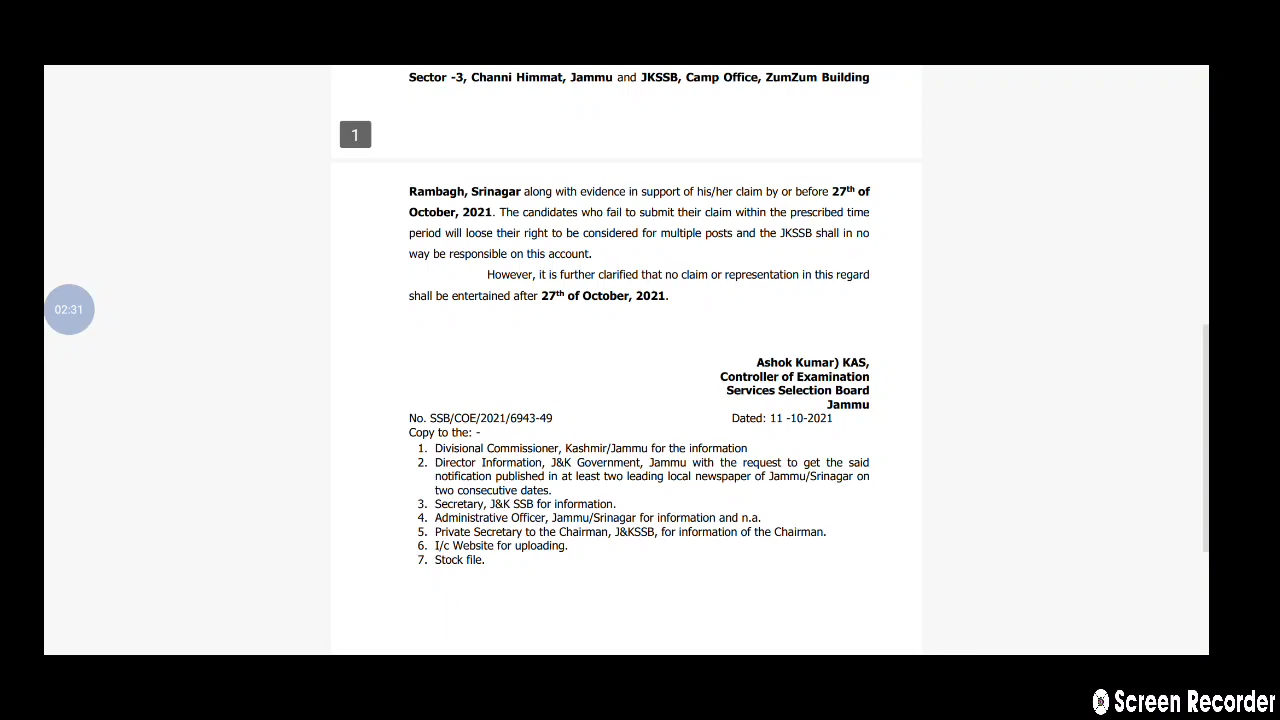 Sector -3, Channi Himmat, Jammu and JKSSB, Camp Office, ZumZum Building
1
Rambagh, Srinagar along with evidence in support of his/her claim by or before 27th of
October, 2021. The candidates who fail to submit their claim within the prescribed time
period will loose their right to be considered for multiple posts and the JKSSB shall in no
way be responsible on this account.
However, it is further clarified that no claim or representation in this regard
shall be entertained after 27th of October, 2021.
02:31
Ashok Kumar) KAS,
Controller of Examination
Services Selection Board
Jammu
No. SSB/COE/2021/6943-49 Dated: 11 -10-2021
Copy to the: -
1. Divisional Commissioner, Kashmir/Jammu for the information
2. Director Information, J&K Government, Jammu with the request to get the said
notification published in at least two leading local newspaper of Jammu/Srinagar on
two consecutive dates.
3. Secretary, J&K SSB for information.
4. Administrative Officer, Jammu/Srinagar for information and n.a.
5. Private Secretary to the Chairman, J&KSSB, for information of the Chairman.
6. I/c Website for uploading.
7. Stock file.
Screen Recorder